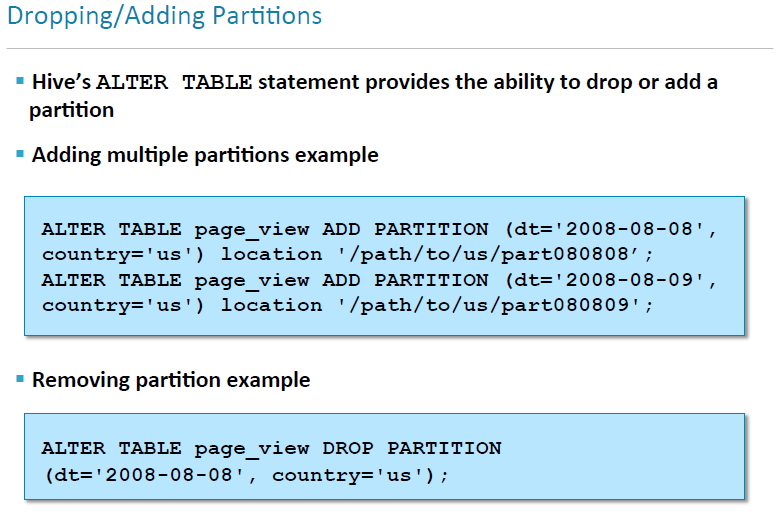 Dropping/Adding Partitions
▪ Hive's ALTER TABLE statement provides the ability to drop or add a
partition
▪ Adding multiple partitions example
ALTER TABLE page_view ADD PARTITION (dt='2008-08-08',
country='us') location '/path/to/us/part080808’;
ALTER TABLE page_view ADD PARTITION (dt='2008-08-09',
country='us') location '/path/to/us/part080809';
▪ Removing partition example
ALTER TABLE page_view DROP PARTITION
(dt='2008-08-08', country='us');